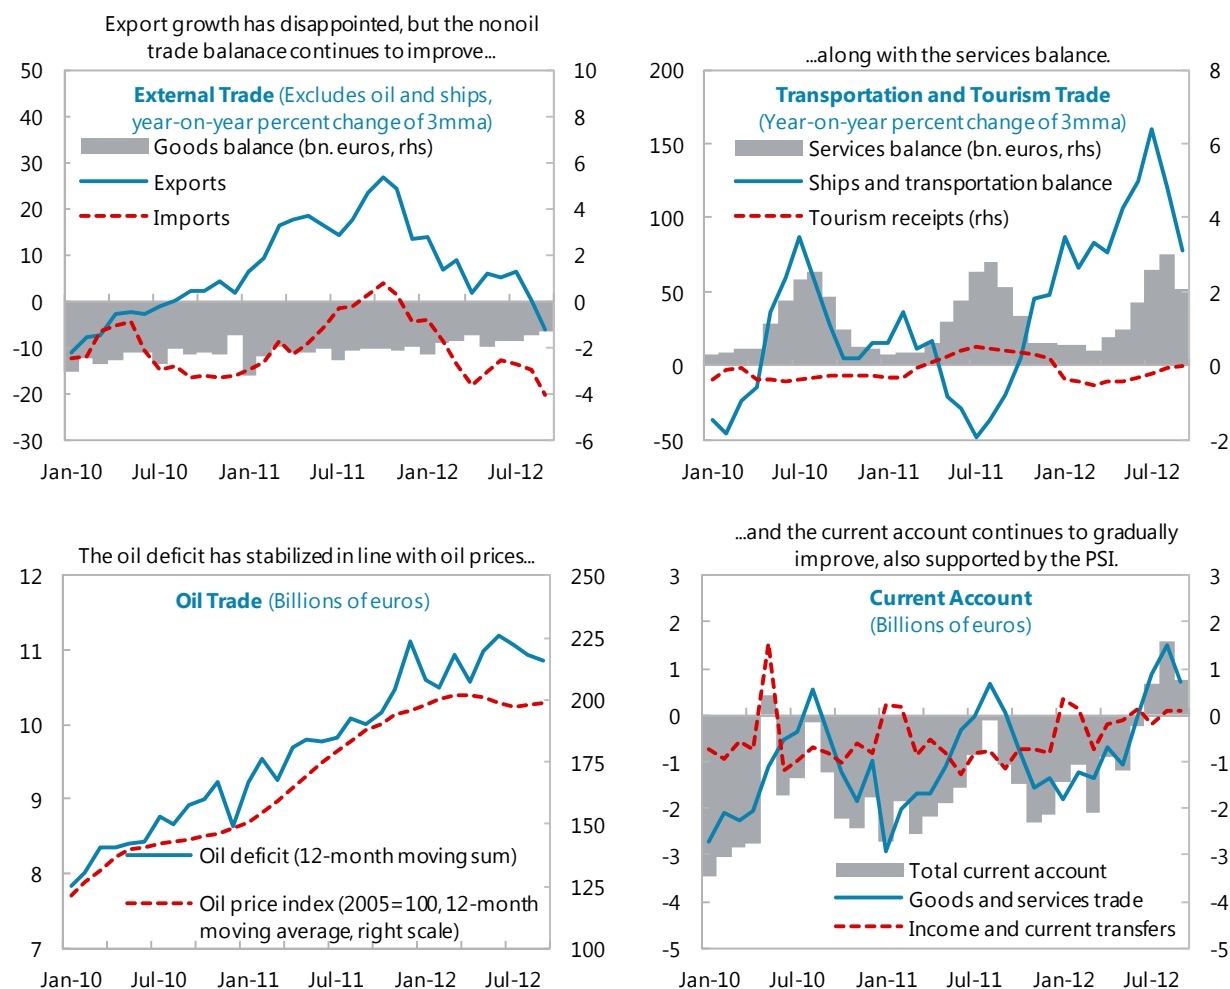 Export growth has disappointed, but the nonoil
trade balanace continues to improve...
50
40
30
20
10
0
-10
-20
-30
10
8
6
4
2
0
-2
-4
-6
External Trade (Excludes oil and ships,
year-on-year percent change of 3mma)
Goods balance (bn. euros, rhs)
Exports
Imports
Jan-10 Jul-10 Jan-11 Jul-11 Jan-12 Jul-12
...along with the services balance.
200
150
100
50
0
-50
8
6
4
2
0
-2
Transportation and Tourism Trade
(Year-on-year percent change of 3mma)
Services balance (bn. euros, rhs)
Ships and transportation balance
Tourism receipts (rhs)
Jan-10 Jul-10 Jan-11 Jul-11 Jan-12 Jul-12
The oil deficit has stabilized in line with oil prices...
12
11
10
9
8
7
250
225
200
175
150
125
100
Oil Trade (Billions of euros)
Oil deficit (12-month moving sum)
Oil price index (2005=100, 12-month
moving average, right scale)
Jan-10 Jul-10 Jan-11 Jul-11 Jan-12 Jul-12
...and the current account continues to gradually
improve, also supported by the PSI.
3
2
1
0
-1
-2
-3
-4
-5
3
2
1
0
-1
-2
-3
-4
-5
Current Account
(Billions of euros)
Total current account
Goods and services trade
Income and current transfers
Jan-10 Jul-10 Jan-11 Jul-11 Jan-12 Jul-12